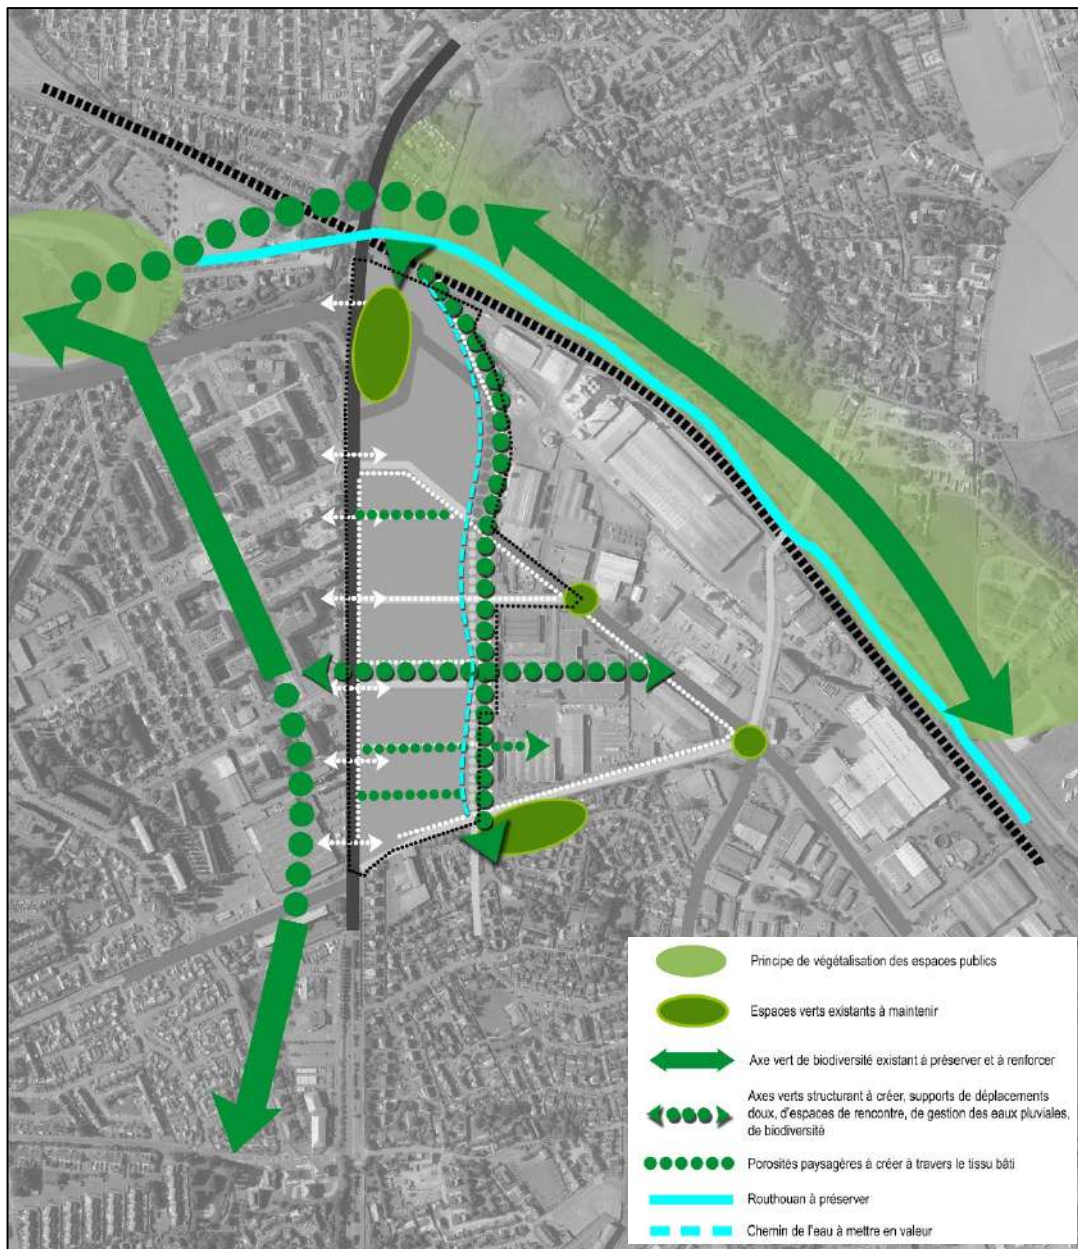 Principe de végétalisation des espaces publics
Espaces verts existants à maintenir
Axe vert de biodiversité existant à préserver et à renforcer
Axes verts structurant à créer, supports de déplacements
doux, d'espaces de rencontre, de gestion des eaux pluviales,
de biodiversité
Porosités paysagères à créer à travers le tissu bâti
Routhouan à préserver
Chemin de l'eau à mettre en valeur